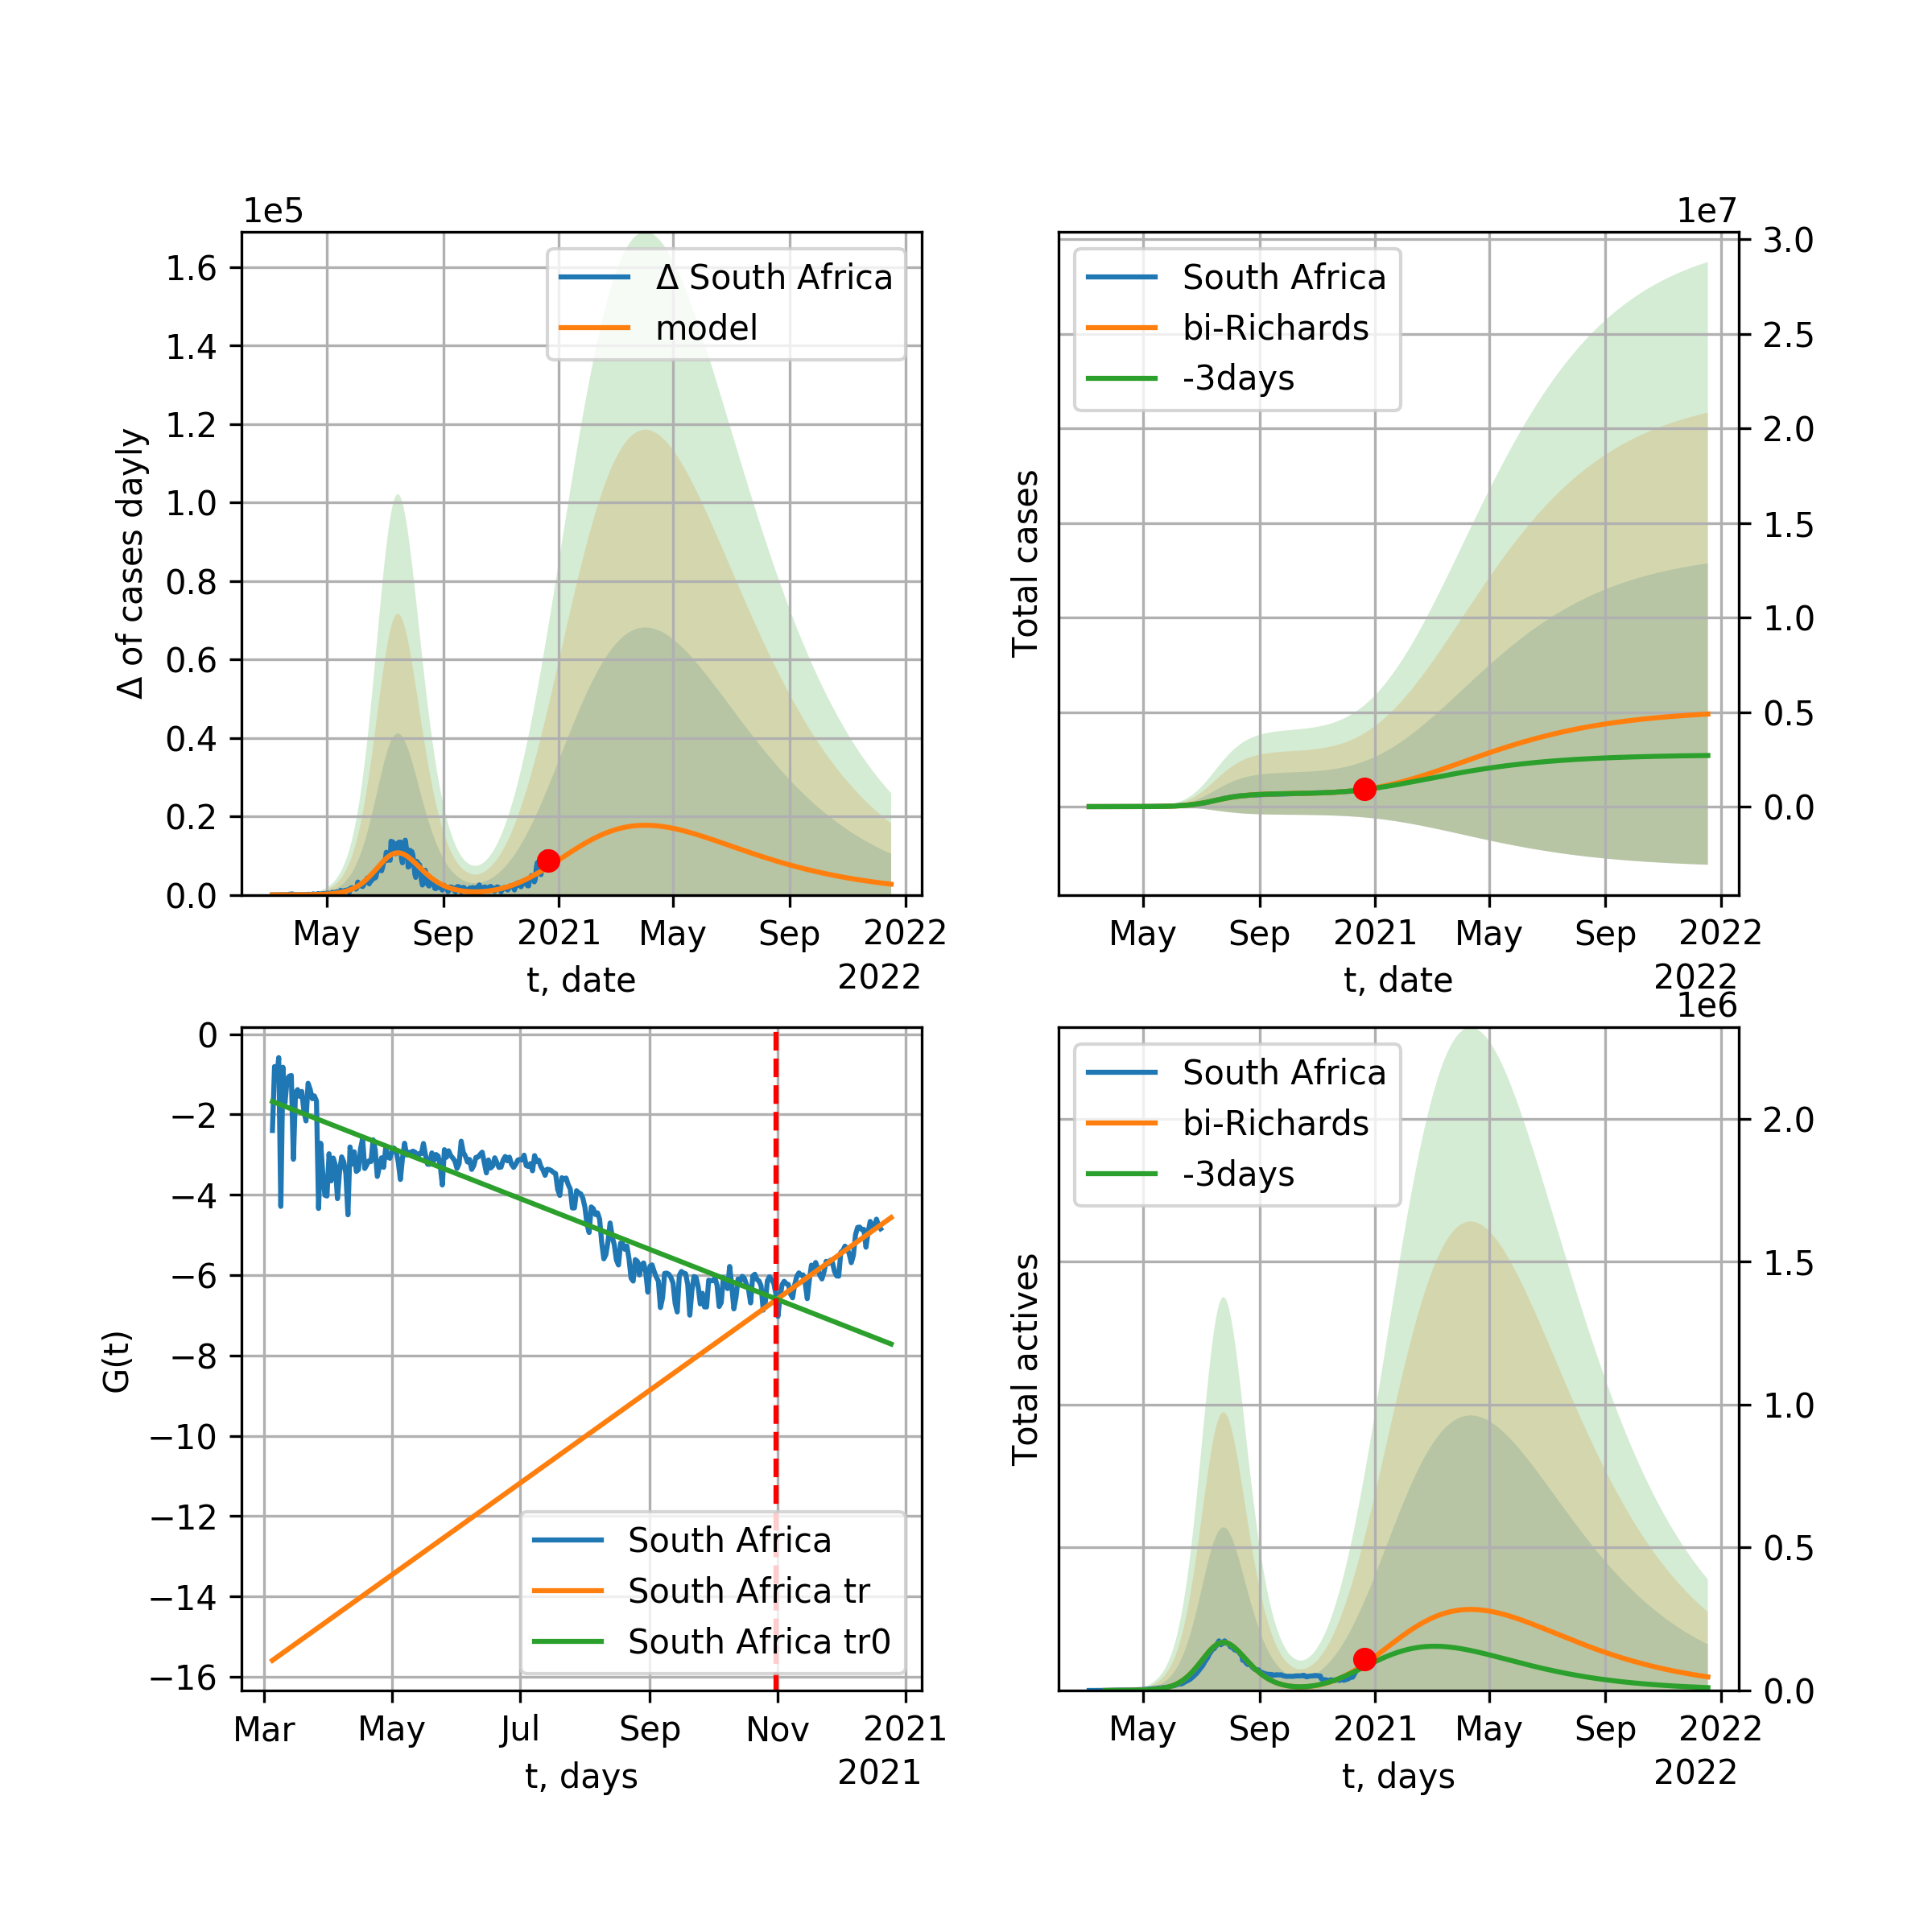 1e5
Δ of cases dayly
1.6
1.4
1.2
1.0
0.8
0.6
0.4
0.2
0.0
Δ South Africa
model
May Sep 2021 May Sep 2022
t, date
2022
1e7
Total cases
3.0
2.5
2.0
1.5
1.0
0.5
0.0
South Africa
bi-Richards
-3days
May Sep 2021 May Sep 2022
t, date
2022
G(t)
0
−2
−4
−6
−8
−10
−12
−14
−16
South Africa
South Africa tr
South Africa tr0
Mar May Jul Sep Nov 2021
t, days
2021
1e6
Total actives
2.0
1.5
1.0
0.5
0.0
South Africa
bi-Richards
-3days
May Sep 2021 May Sep 2022
t, days
2022